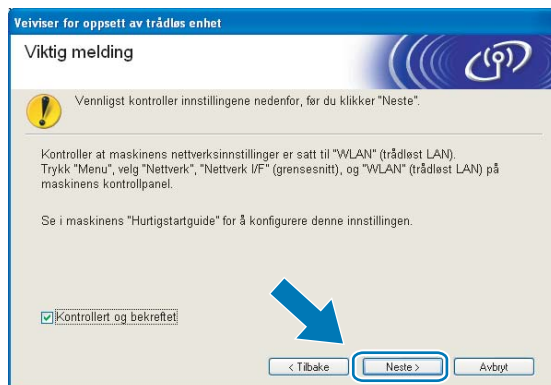 Veiviser for oppsett av trådløs enhet
Viktig melding
Vennligst kontroller innstillingene nedenfor, før du klikker "Neste".
Kontroller at maskinens nettverksinnstillinger er satt til "WLAN" (trådløst LAN).
Trykk "Menu", velg "Nettverk", "Nettverk I/F" (grensesnitt), og "WLAN" (trådløst LAN) på
maskinens kontrollpanel.
Se i maskinens "Hurtigstartguide" for å konfigurere denne innstillingen.
Kontrollert og bekreftet
< Tilbake
Neste >
Avbryt